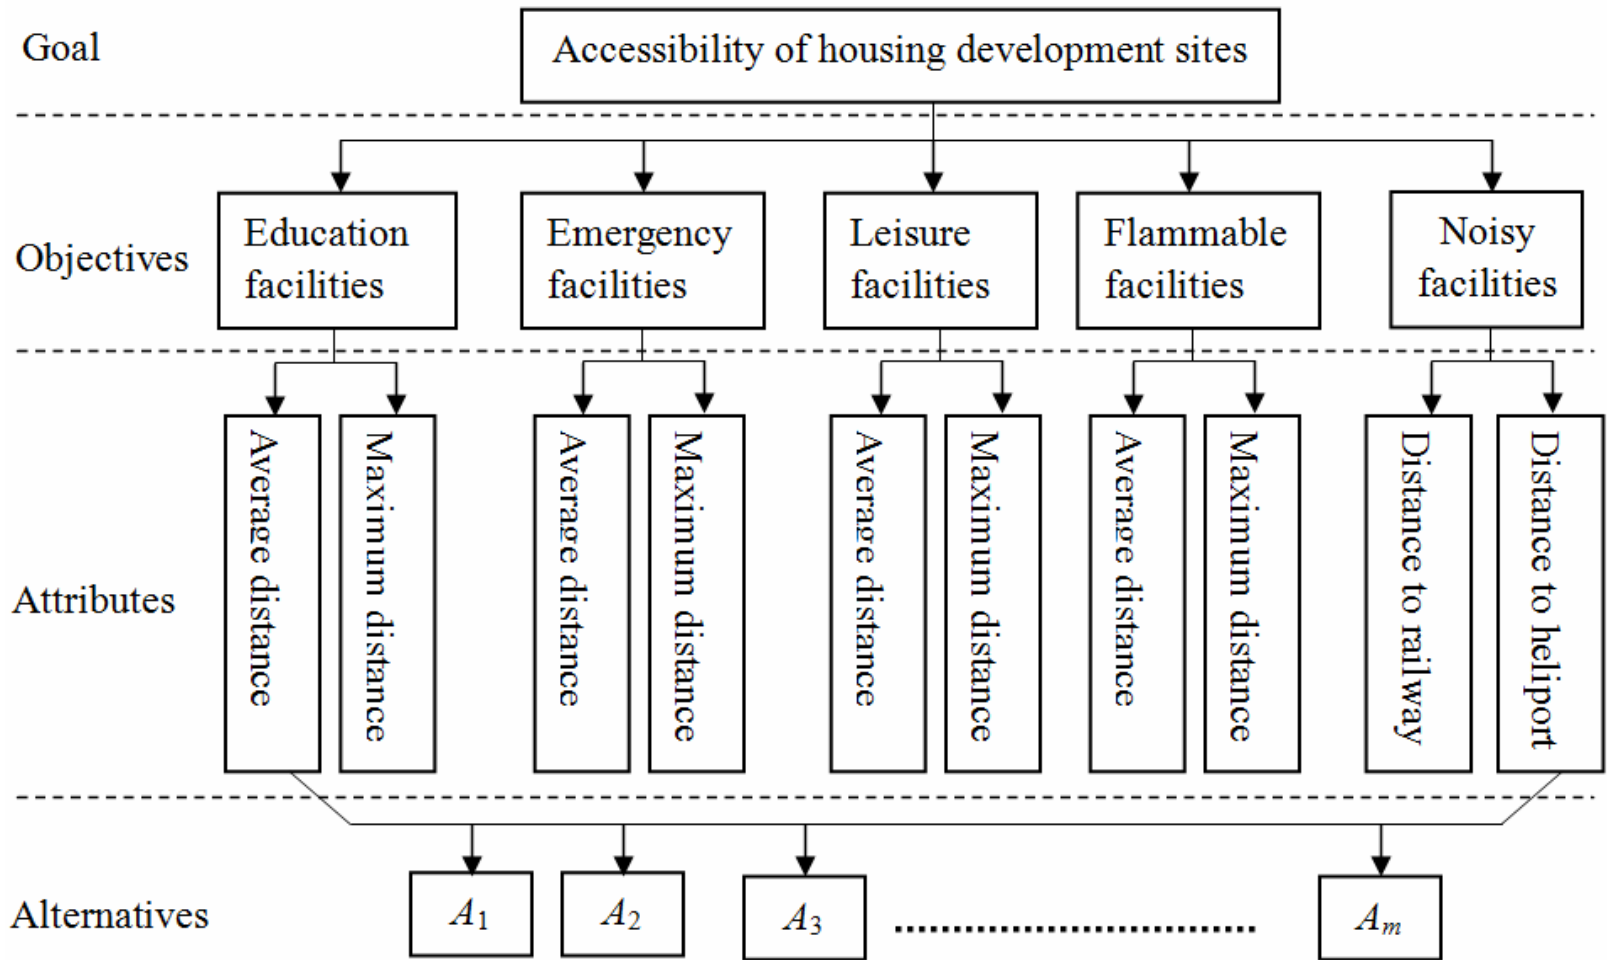 Goal
Accessibility of housing development sites
Objectives
Education
facilities
Emergency
facilities
Leisure
facilities
Flammable
facilities
Noisy
facilities
Attributes
Average distance
Maximum distance
Average distance
Maximum distance
Average distance
Maximum distance
Average distance
Maximum distance
Distance to railway
Distance to heliport
Alternatives
A1
A2
A3
Am